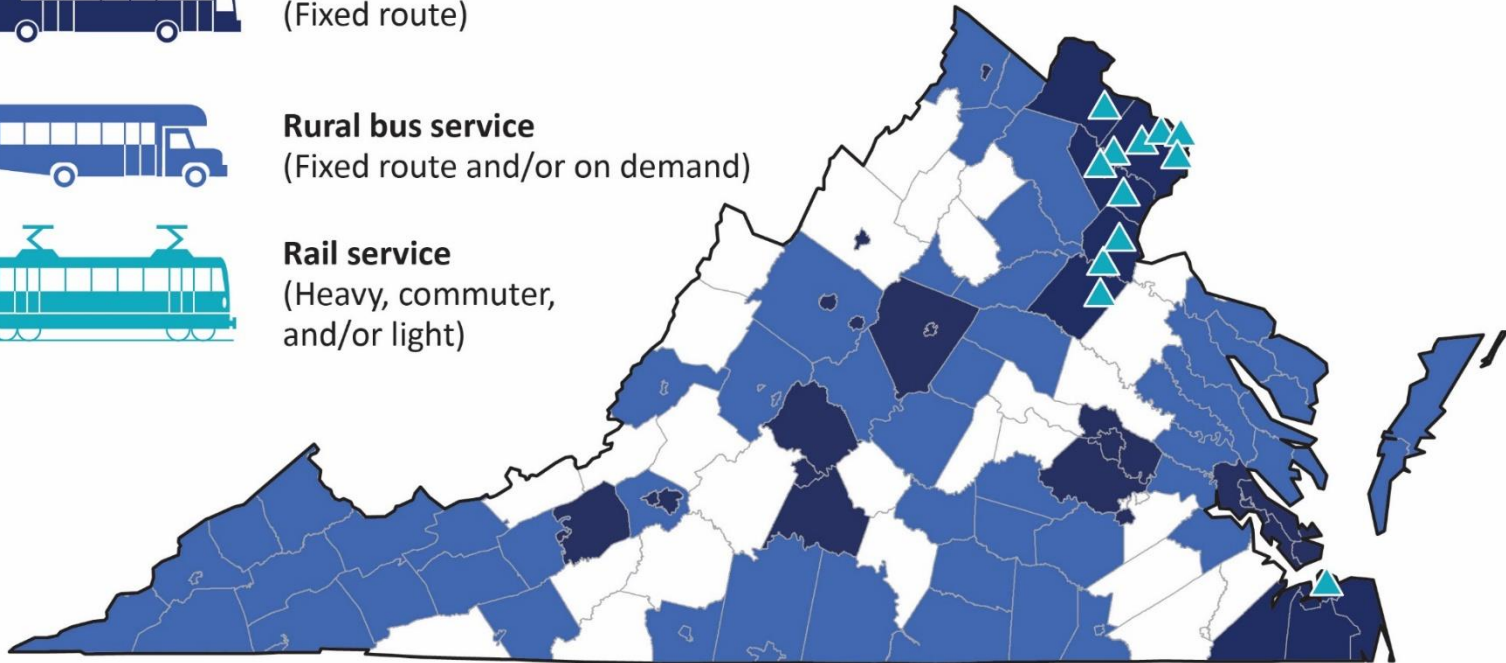 (Fixed route)
Rural bus service
(Fixed route and/or on demand)
Rail service
(Heavy, commuter,
and/or light)